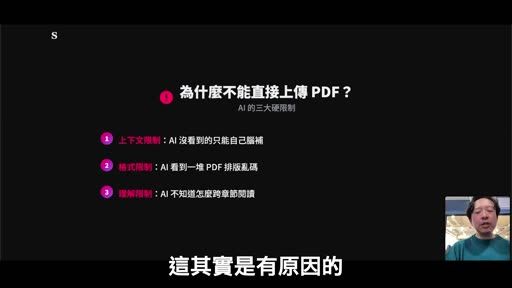 S
為什麼不能直接上傳 PDF？
AI 的三大硬限制
1 上下文限制：AI 沒看到的只能自己腦補
2 格式限制：AI 看到一堆 PDF 排版亂碼
3 理解限制：AI 不知道怎麼跨章節閱讀
這其實是有原因的